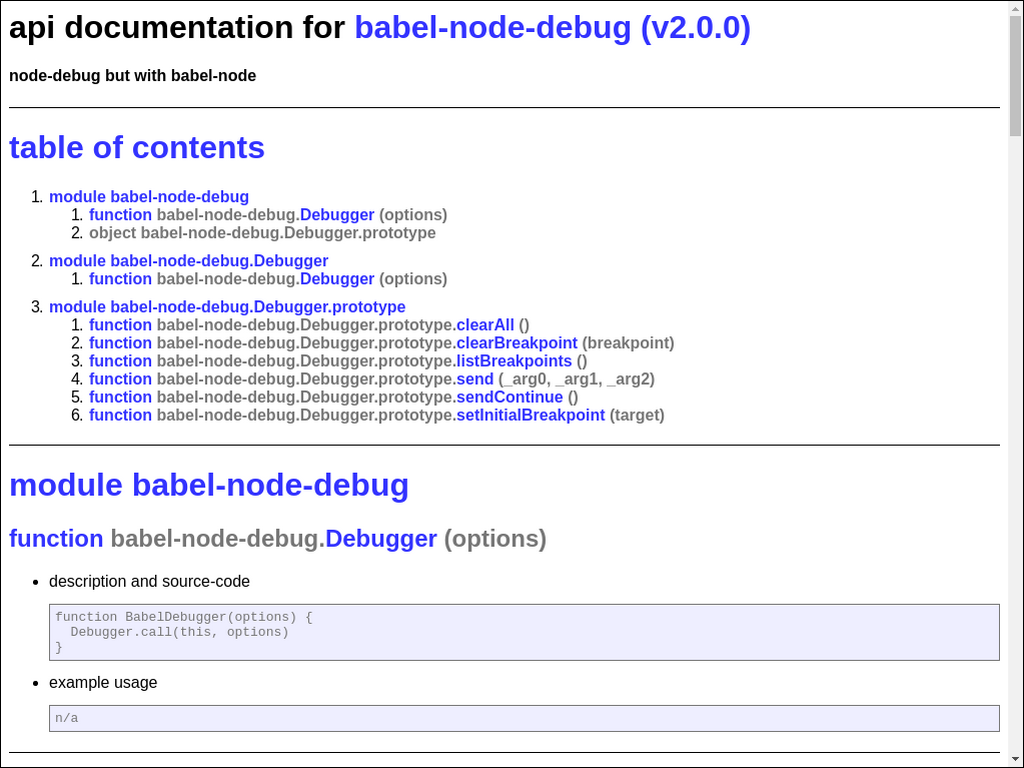 api documentation for babel-node-debug (v2.0.0)
node-debug but with babel-node
table of contents
1. module babel-node-debug
1. function babel-node-debug.Debugger (options)
2. object babel-node-debug.Debugger.prototype
2. module babel-node-debug.Debugger
1. function babel-node-debug.Debugger (options)
3. module babel-node-debug.Debugger.prototype
1. function babel-node-debug.Debugger.prototype.clearAll ()
2. function babel-node-debug.Debugger.prototype.clearBreakpoint (breakpoint)
3. function babel-node-debug.Debugger.prototype.listBreakpoints ()
4. function babel-node-debug.Debugger.prototype.send (_arg0, _arg1, _arg2)
5. function babel-node-debug.Debugger.prototype.sendContinue ()
6. function babel-node-debug.Debugger.prototype.setInitialBreakpoint (target)
module babel-node-debug
function babel-node-debug.Debugger (options)
• description and source-code
function BabelDebugger(options) {
  Debugger.call(this, options)
}
• example usage
n/a